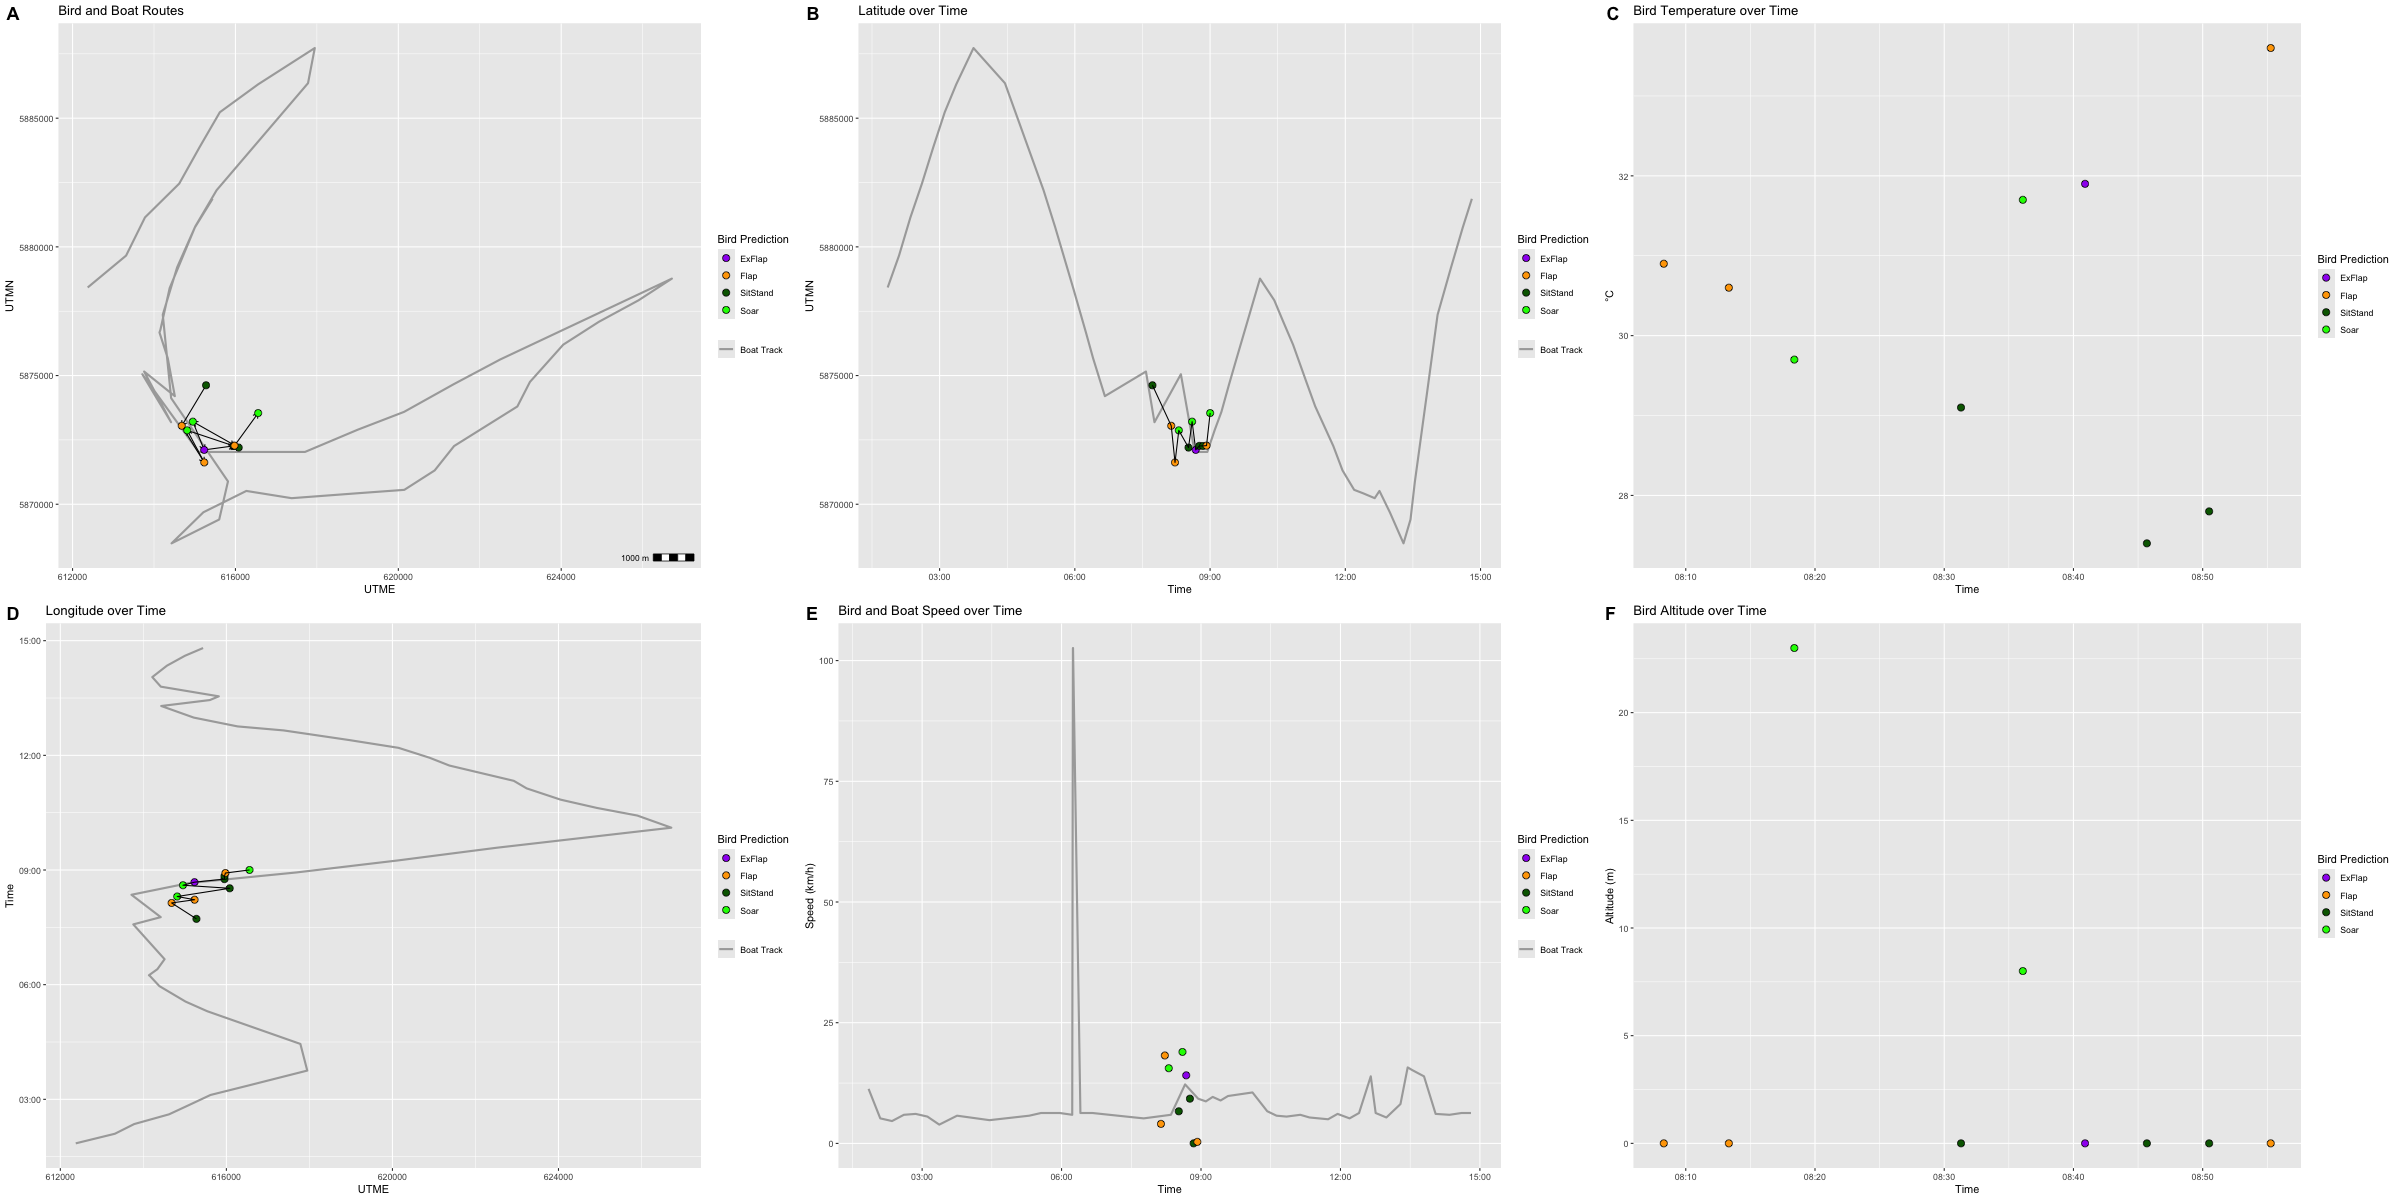 A
Bird and Boat Routes
UTMN
5885000
5880000
5875000
5870000
612000
616000
620000
624000
UTME
1000 m
Bird Prediction
ExFlap
Flap
SitStand
Soar
Boat Track
B
Latitude over Time
UTMN
5885000
5880000
5875000
5870000
03:00
06:00
09:00
12:00
15:00
Time
Bird Prediction
ExFlap
Flap
SitStand
Soar
Boat Track
C
Bird Temperature over Time
°C
32
30
28
08:10
08:20
08:30
08:40
08:50
Time
Bird Prediction
ExFlap
Flap
SitStand
Soar
D
Longitude over Time
Time
15:00
12:00
09:00
06:00
03:00
612000
616000
620000
624000
UTME
Bird Prediction
ExFlap
Flap
SitStand
Soar
Boat Track
E
Bird and Boat Speed over Time
Speed (km/h)
100
75
50
25
0
03:00
06:00
09:00
12:00
15:00
Time
Bird Prediction
ExFlap
Flap
SitStand
Soar
Boat Track
F
Bird Altitude over Time
Altitude (m)
20
15
10
5
0
08:10
08:20
08:30
08:40
08:50
Time
Bird Prediction
ExFlap
Flap
SitStand
Soar